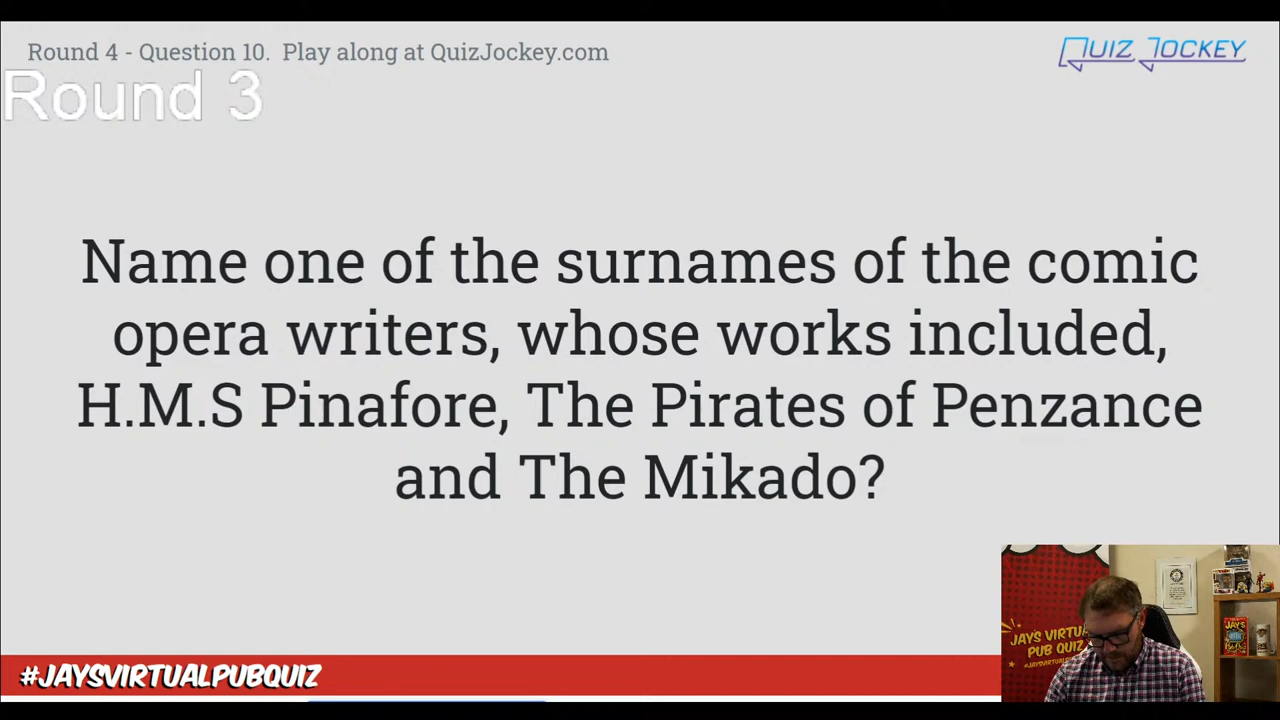 Round 4 - Question 10. Play along at QuizJockey.com
QUIZ JOCKEY
Round 3
Name one of the surnames of the comic
opera writers, whose works included,
H.M.S Pinafore, The Pirates of Penzance
and The Mikado?
JAYS VIRTUAL
PUB QUIZ
JAY'S
#JAYSVIRTUALPUBQUIZ